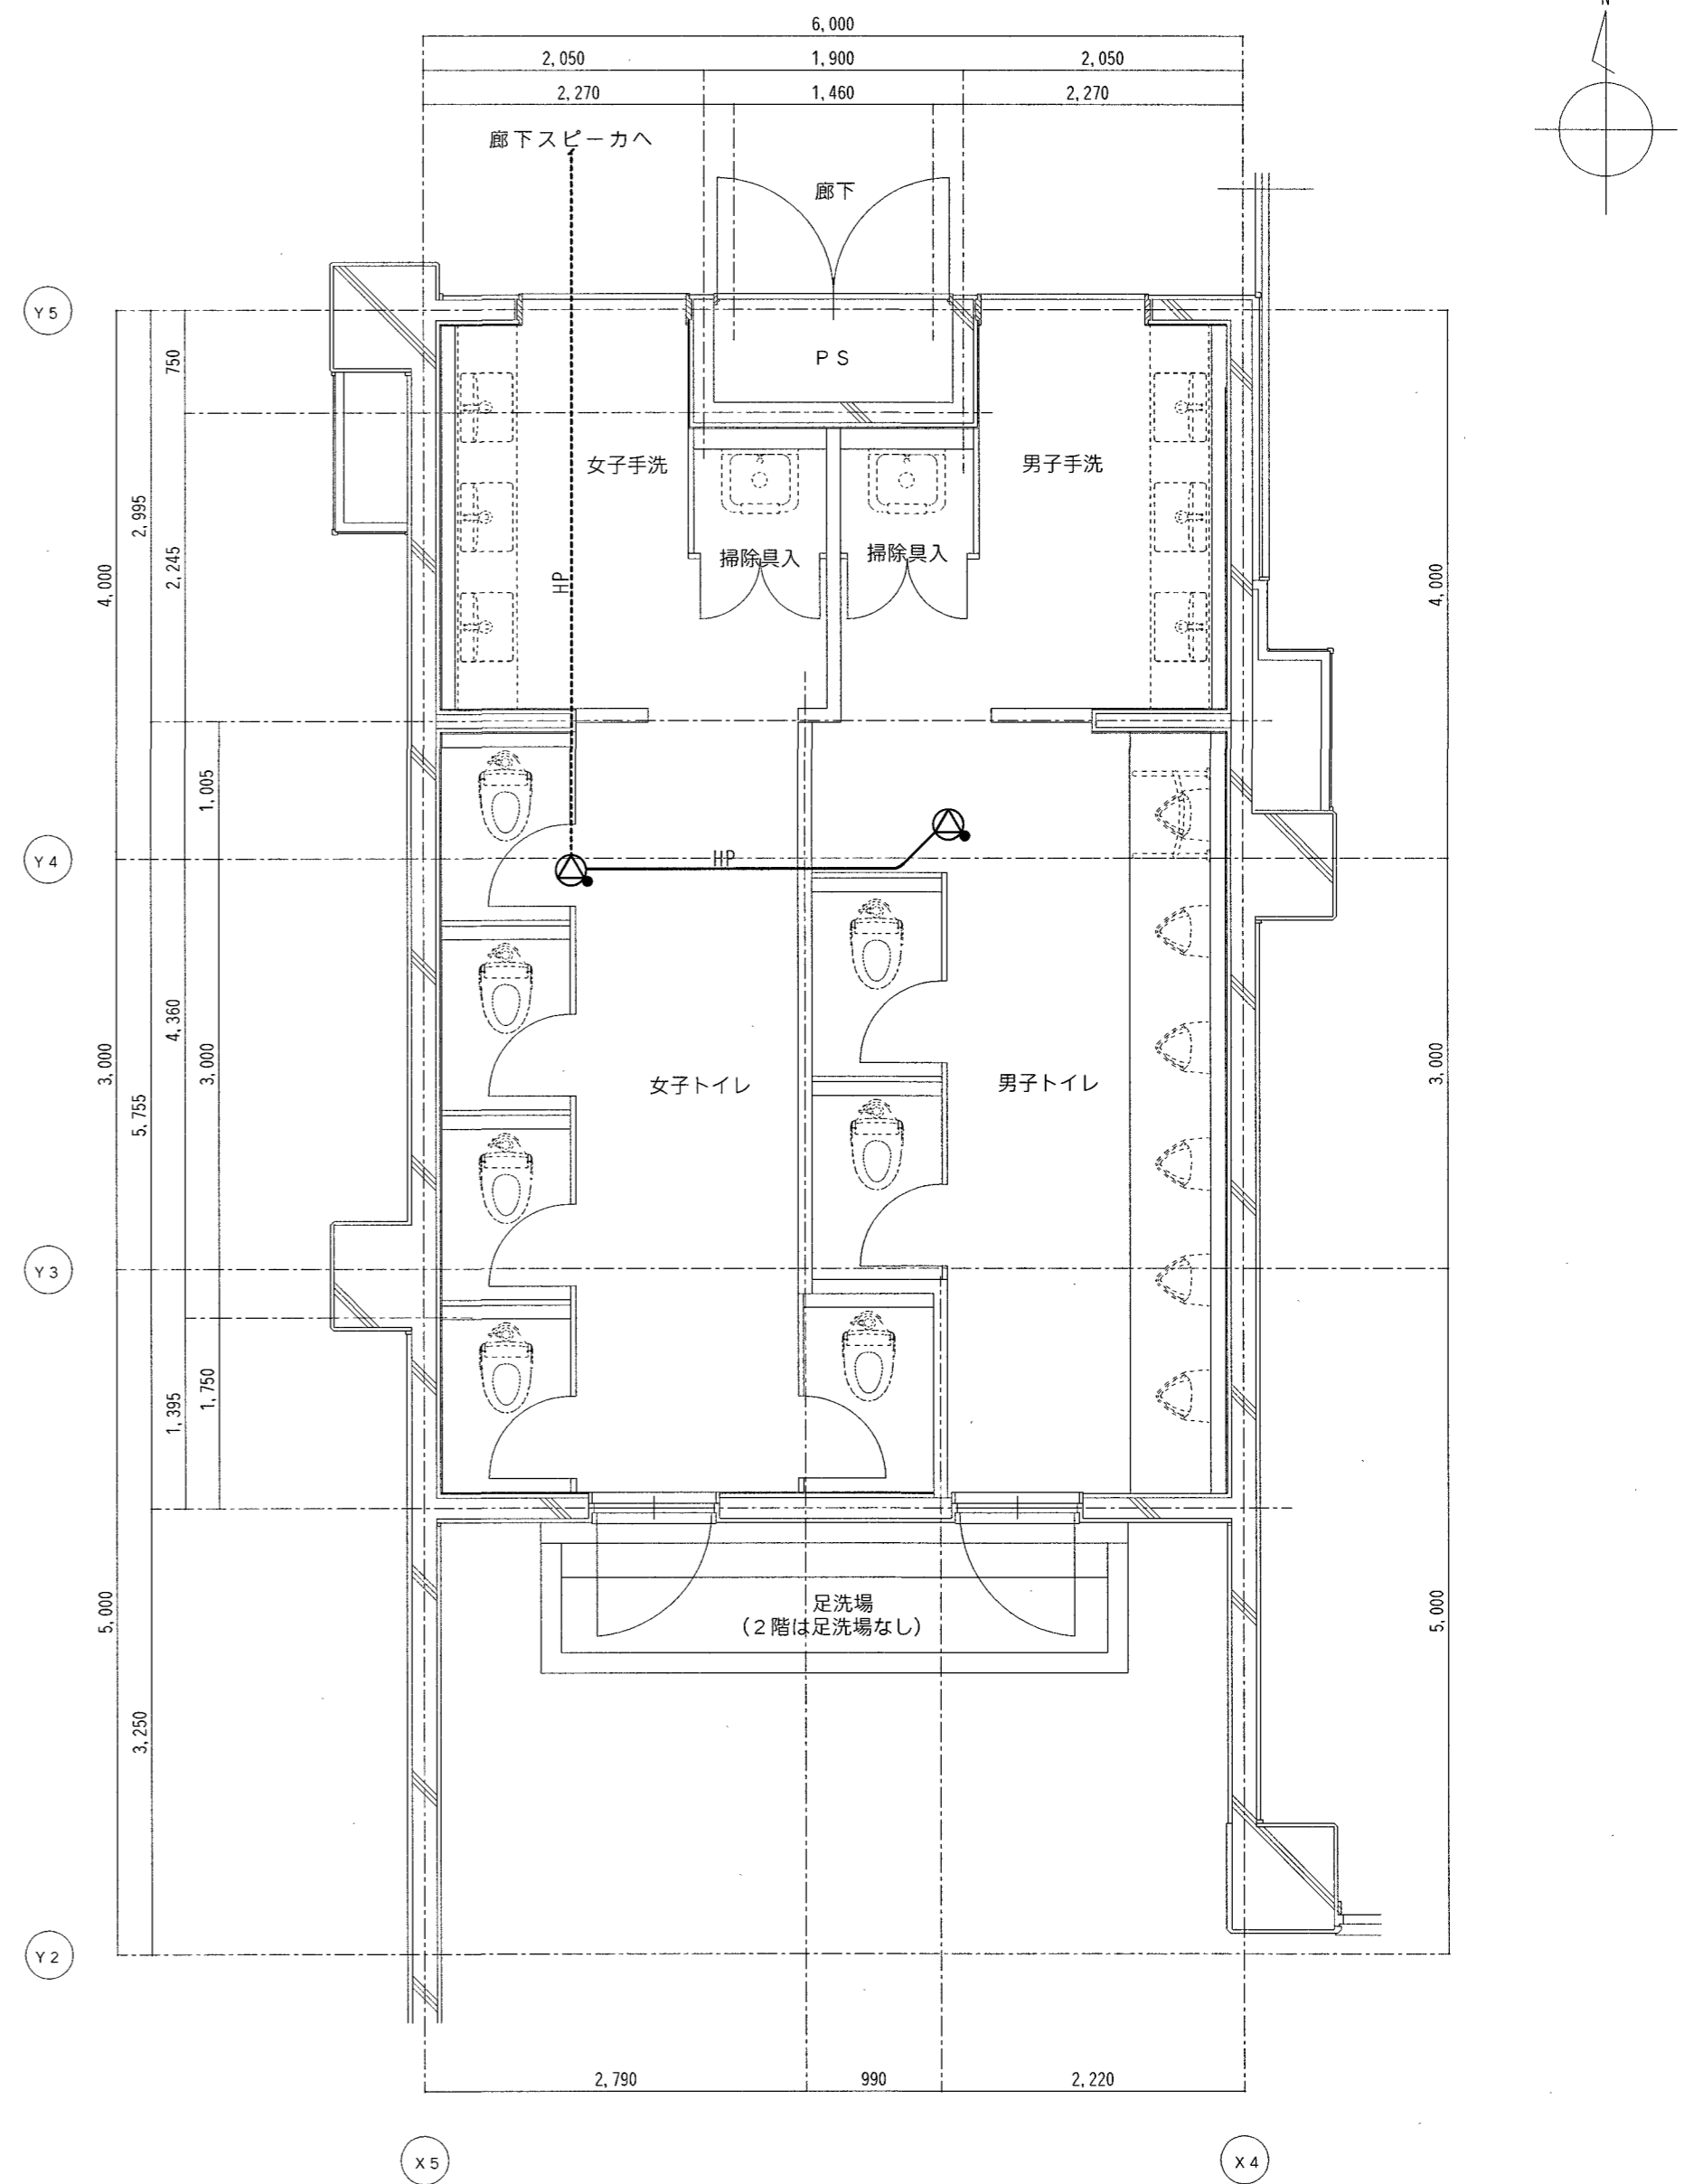 N
6,000
2,050 1,900 2,050
2,270 1,460 2,270
廊下スピーカへ
廊下
Y5
PS
750
女子手洗
男子手洗
2,995
掃除具入
掃除具入
2,245
HP
4,000
4,000
1,005
Y4
HP
4,360
3,000
3,000
3,000
女子トイレ
男子トイレ
5,755
Y3
1,750
1,395
足洗場
(2階は足洗場なし)
5,000
5,000
3,250
Y2
2,790 990 2,220
X5
X4